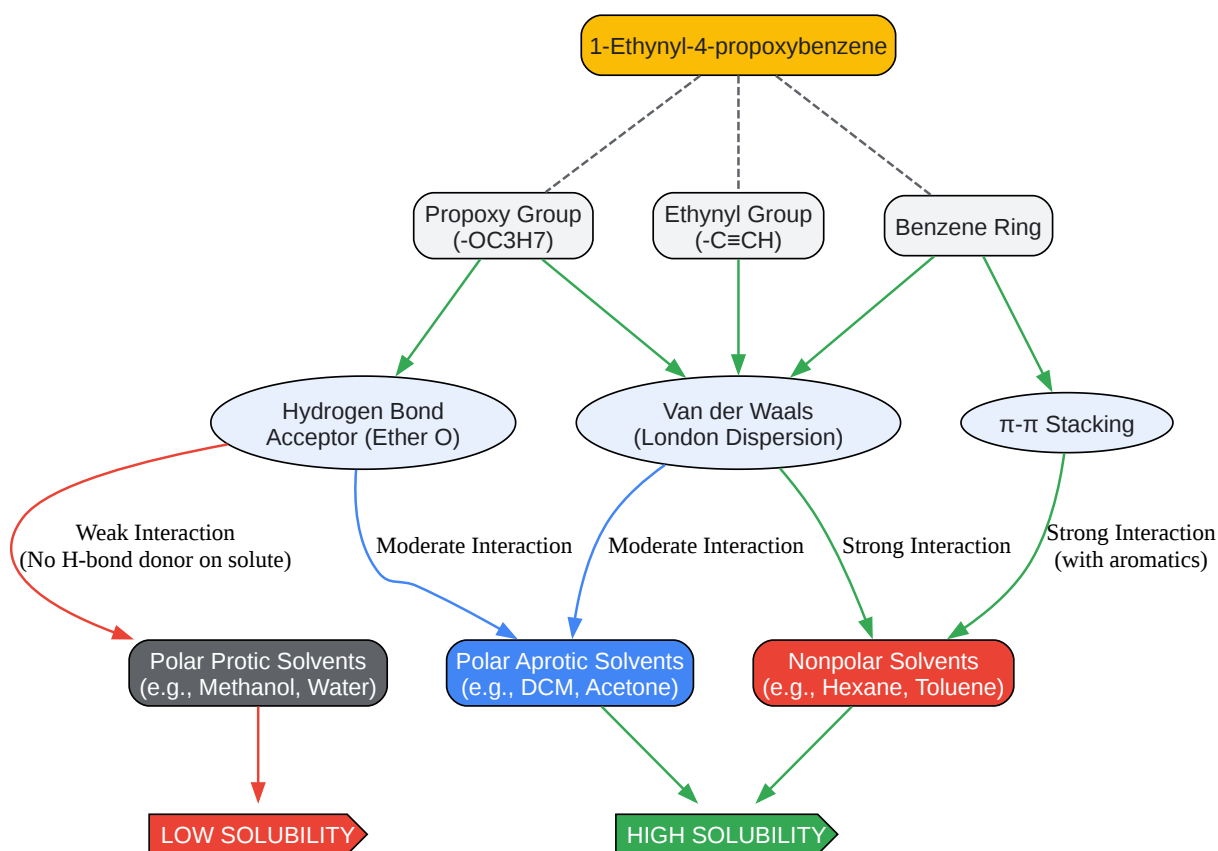 1-Ethynyl-4-propoxybenzene
Propoxy Group
(-OC3H7)
Ethynyl Group
(-C≡CH)
Benzene Ring
Hydrogen Bond
Acceptor (Ether O)
Van der Waals
(London Dispersion)
π-π Stacking
Weak Interaction
(No H-bond donor on solute)
Moderate Interaction
Moderate Interaction
Strong Interaction
Strong Interaction
(with aromatics)
Polar Protic Solvents
(e.g., Methanol, Water)
Polar Aprotic Solvents
(e.g., DCM, Acetone)
Nonpolar Solvents
(e.g., Hexane, Toluene)
LOW SOLUBILITY
HIGH SOLUBILITY